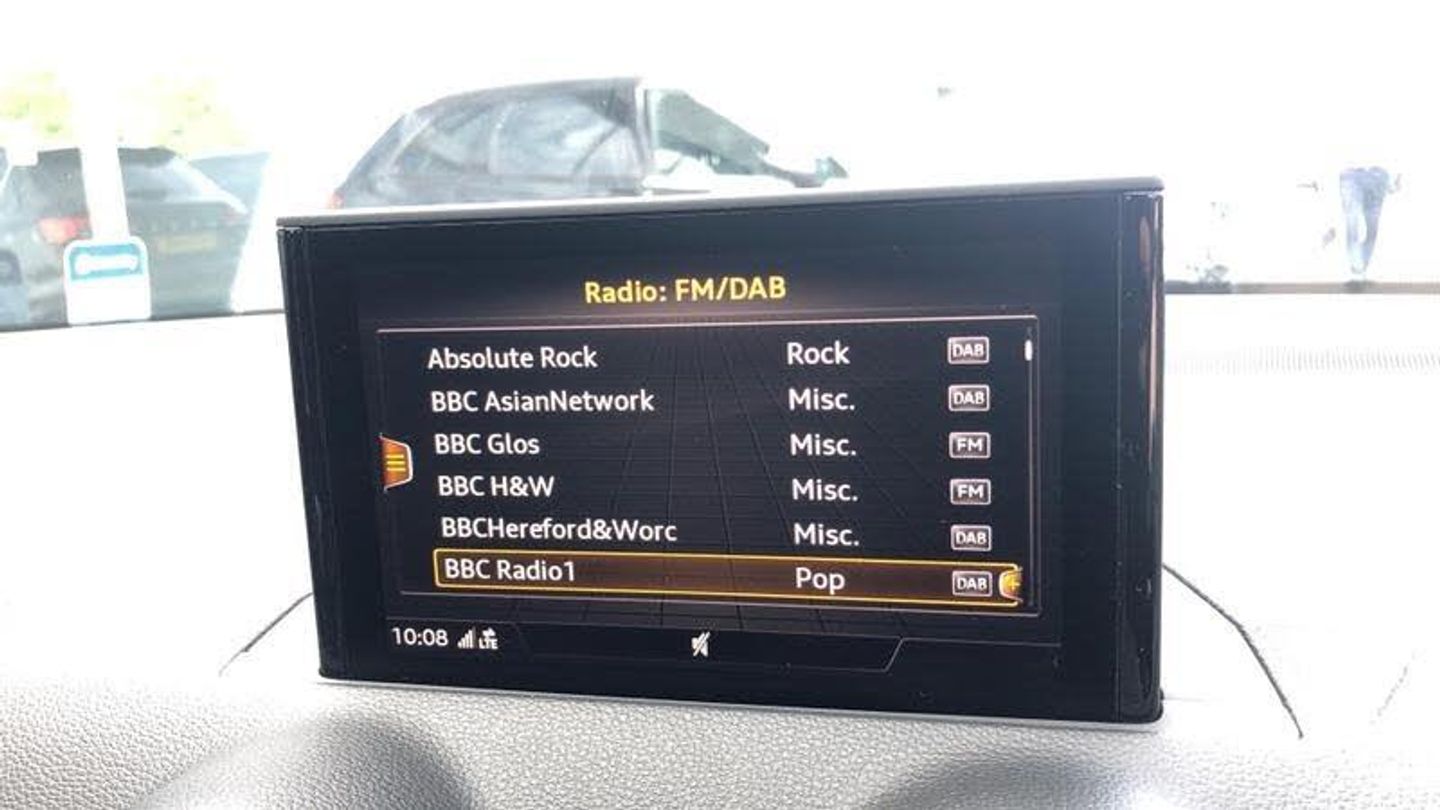 Radio: FM/DAB
Absolute Rock Rock DAB
BBC AsianNetwork Misc. DAB
BBC Glos Misc. FM
BBC H&W Misc. FM
BBCHereford&Worc Misc. DAB
BBC Radio1 Pop DAB
10:08 LTE